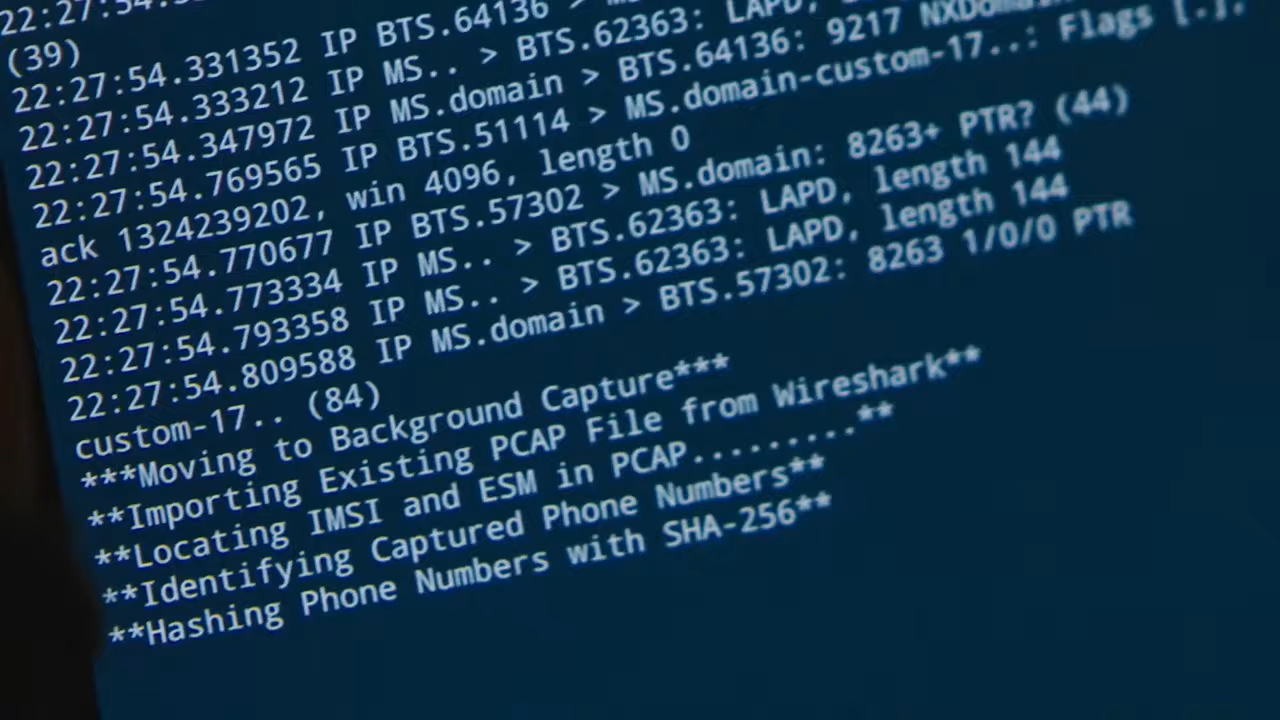 22:27:54.
(39)
22:27:54.331352 IP BTS.64136 >
22:27:54.333212 IP MS.. > BTS.62363: LAPD,
22:27:54.347972 IP MS.domain > BTS.64136: 9217 NXDomain
22:27:54.769565 IP BTS.51114 > MS.domain-custom-17..: Flags [.],
ack 1324239202, win 4096, length 0
22:27:54.770677 IP BTS.57302 > MS.domain: 8263+ PTR? (44)
22:27:54.773334 IP MS.. > BTS.62363: LAPD, length 144
22:27:54.793358 IP MS.. > BTS.62363: LAPD, length 144
22:27:54.809588 IP MS.domain > BTS.57302: 8263 1/0/0 PTR
custom-17.. (84)
***Moving to Background Capture***
**Importing Existing PCAP File from Wireshark**
**Locating IMSI and ESM in PCAP.........**
**Identifying Captured Phone Numbers**
**Hashing Phone Numbers with SHA-256**